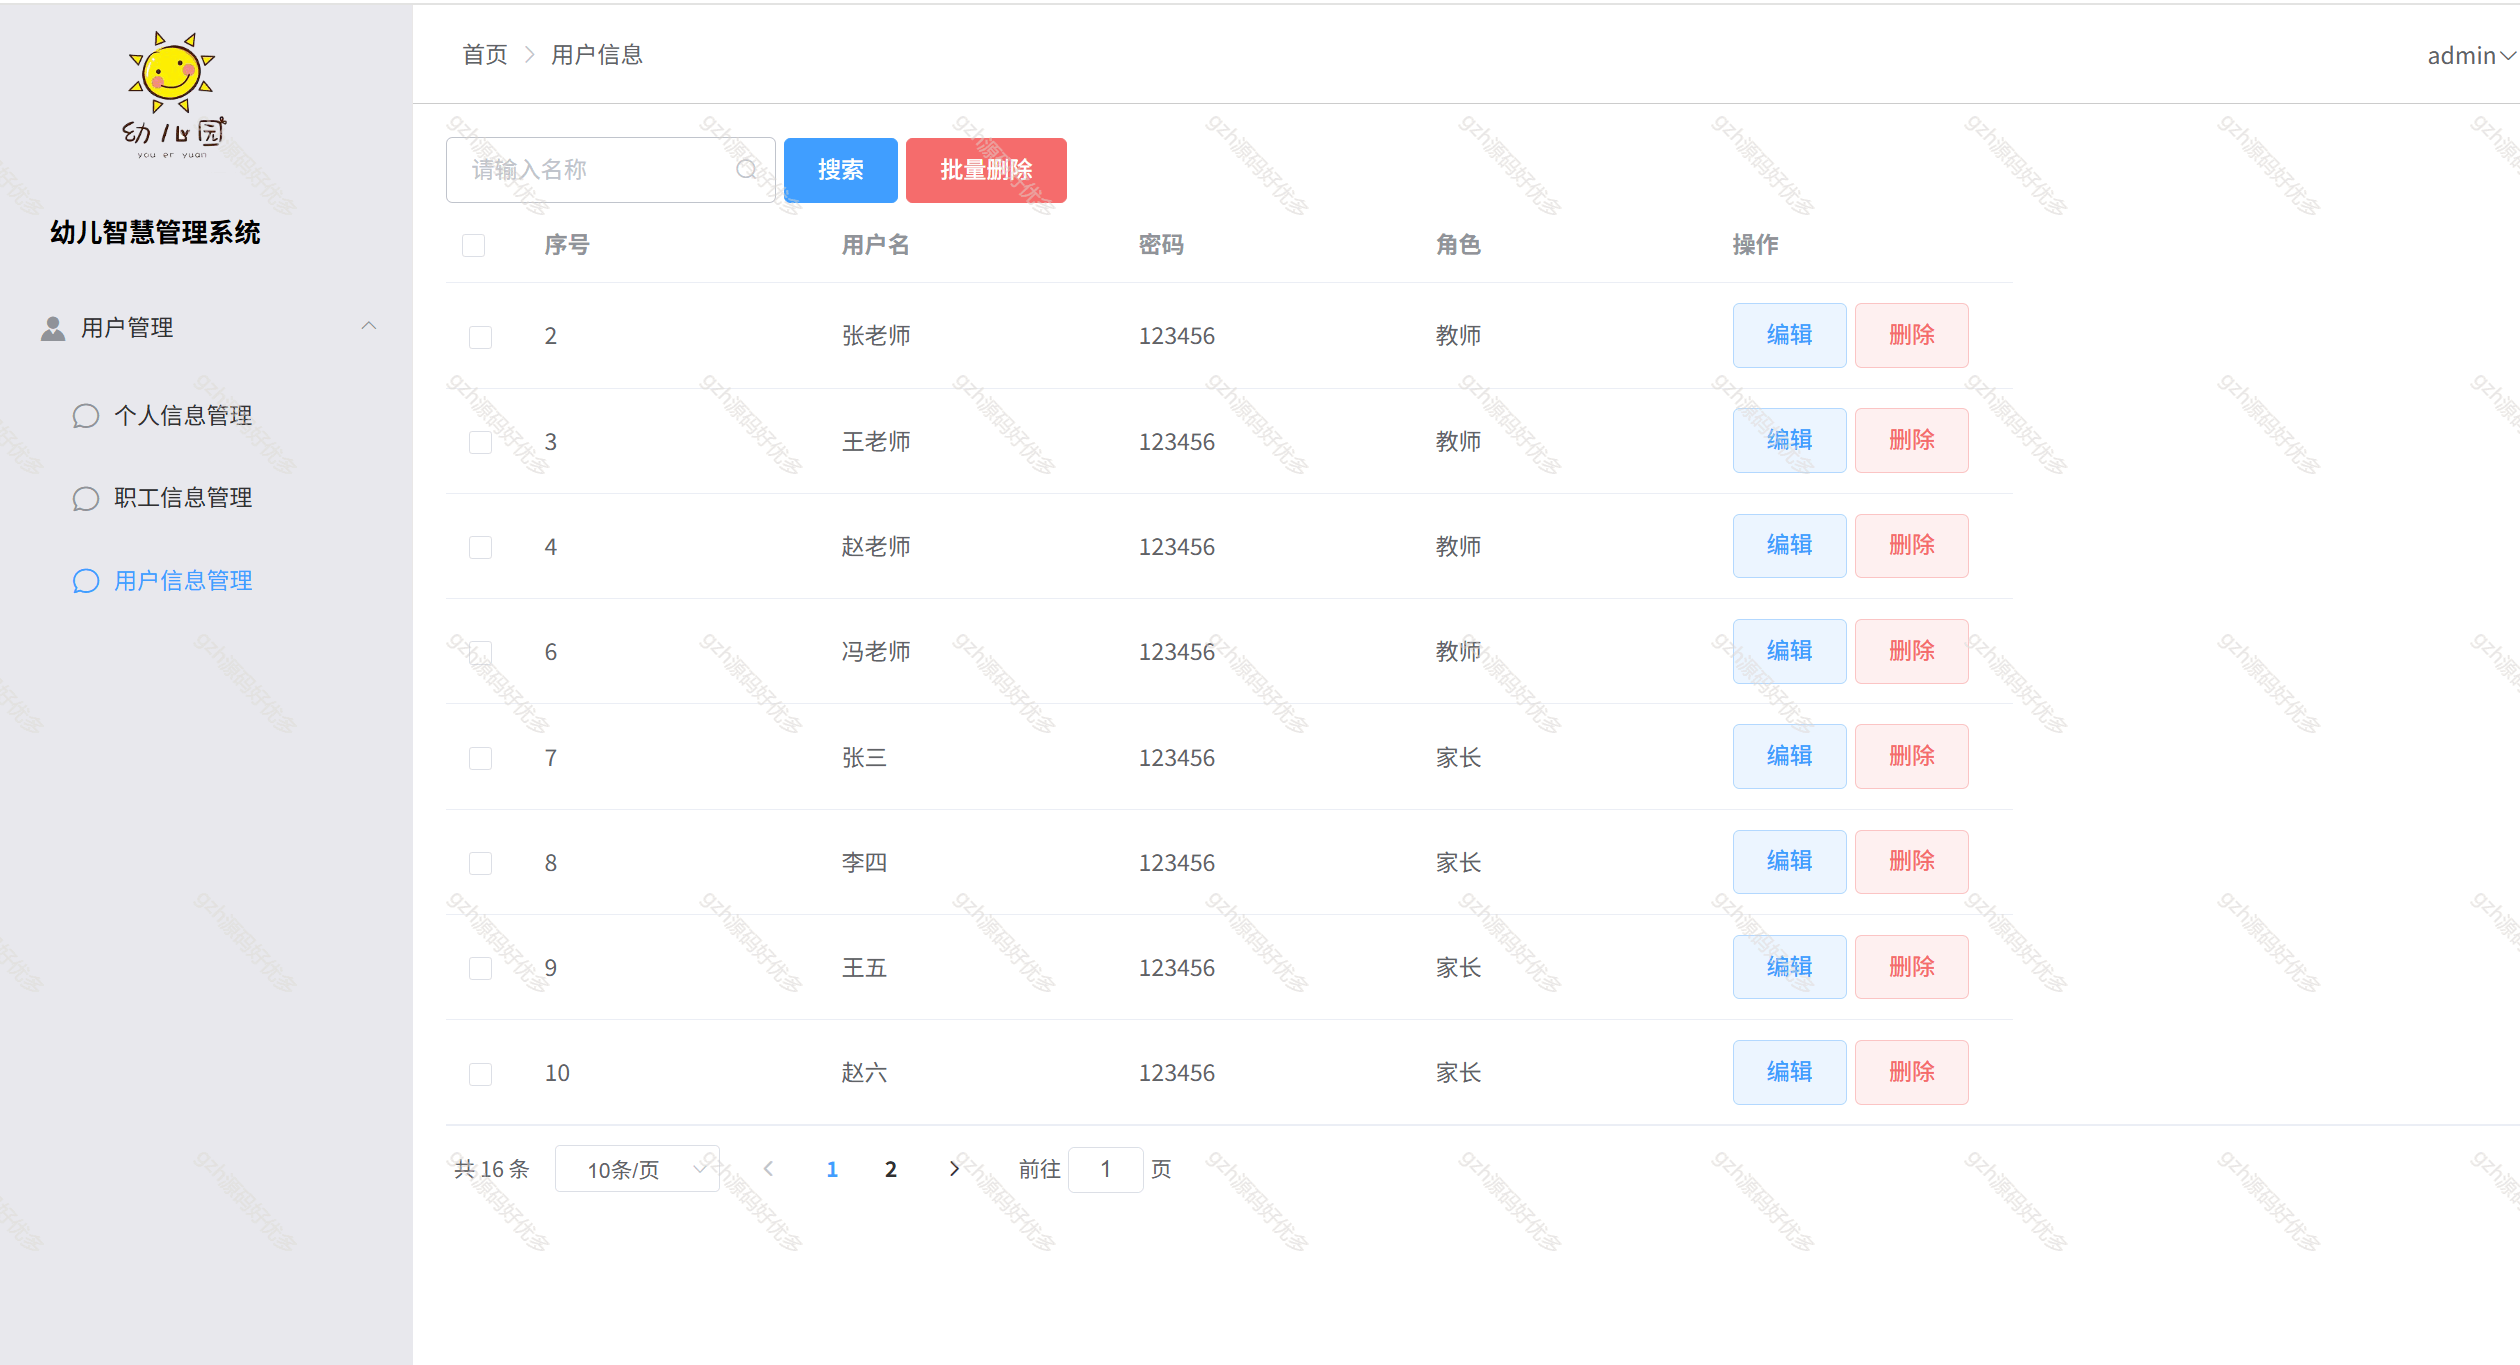 幼儿园
you er yuan
幼儿智慧管理系统
用户管理
个人信息管理
职工信息管理
用户信息管理
首页 用户信息
admin
请输入名称 搜索 批量删除
序号 用户名 密码 角色 操作
2 张老师 123456 教师 编辑 删除
3 王老师 123456 教师 编辑 删除
4 赵老师 123456 教师 编辑 删除
6 冯老师 123456 教师 编辑 删除
7 张三 123456 家长 编辑 删除
8 李四 123456 家长 编辑 删除
9 王五 123456 家长 编辑 删除
10 赵六 123456 家长 编辑 删除
共 16 条 10条/页 1 2 前往 1 页
gzh源码好优多